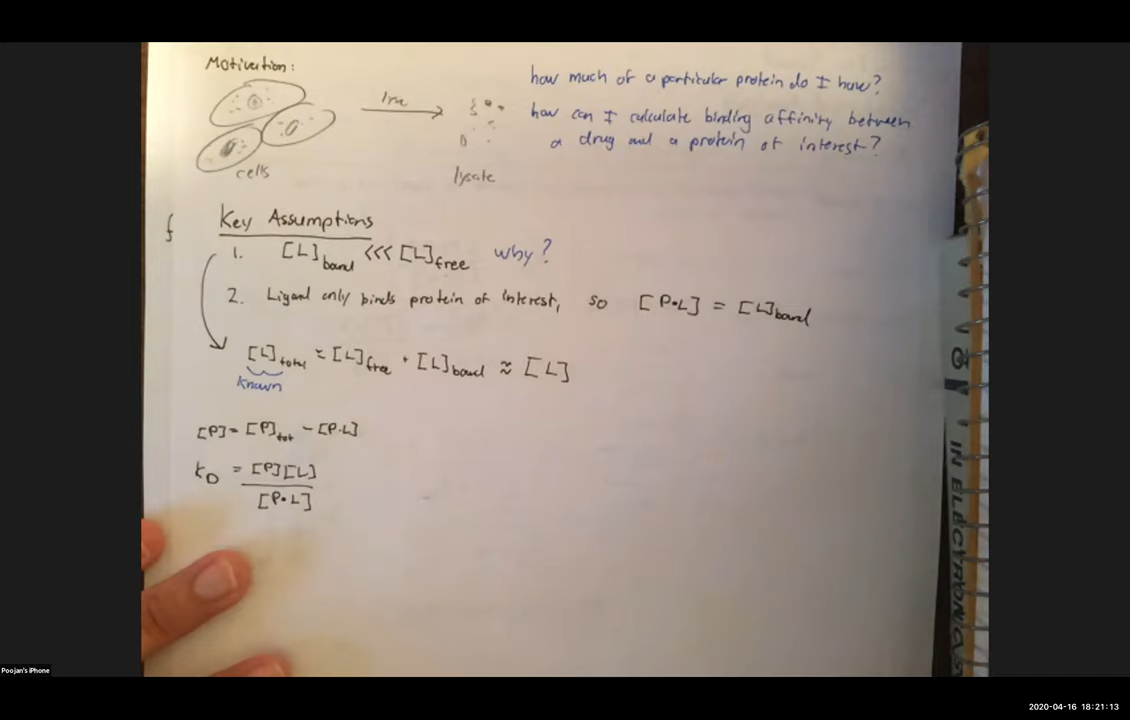 Motivation:
how much of a particular protein do I have?
how can I calculate binding affinity between
a drug and a protein of interest?
cells
lysate
Key Assumptions
1. [L]bound <<< [L]free why?
2. Ligand only binds protein of interest, so [P•L] = [L]bound
[L]total ≈ [L]free + [L]bound ≈ [L]
known
[P] = [P]tot - [P·L]
KD = [P][L]
[P•L]
IN ELECTRONICS
Poojan's iPhone
2020-04-16 18:21:13